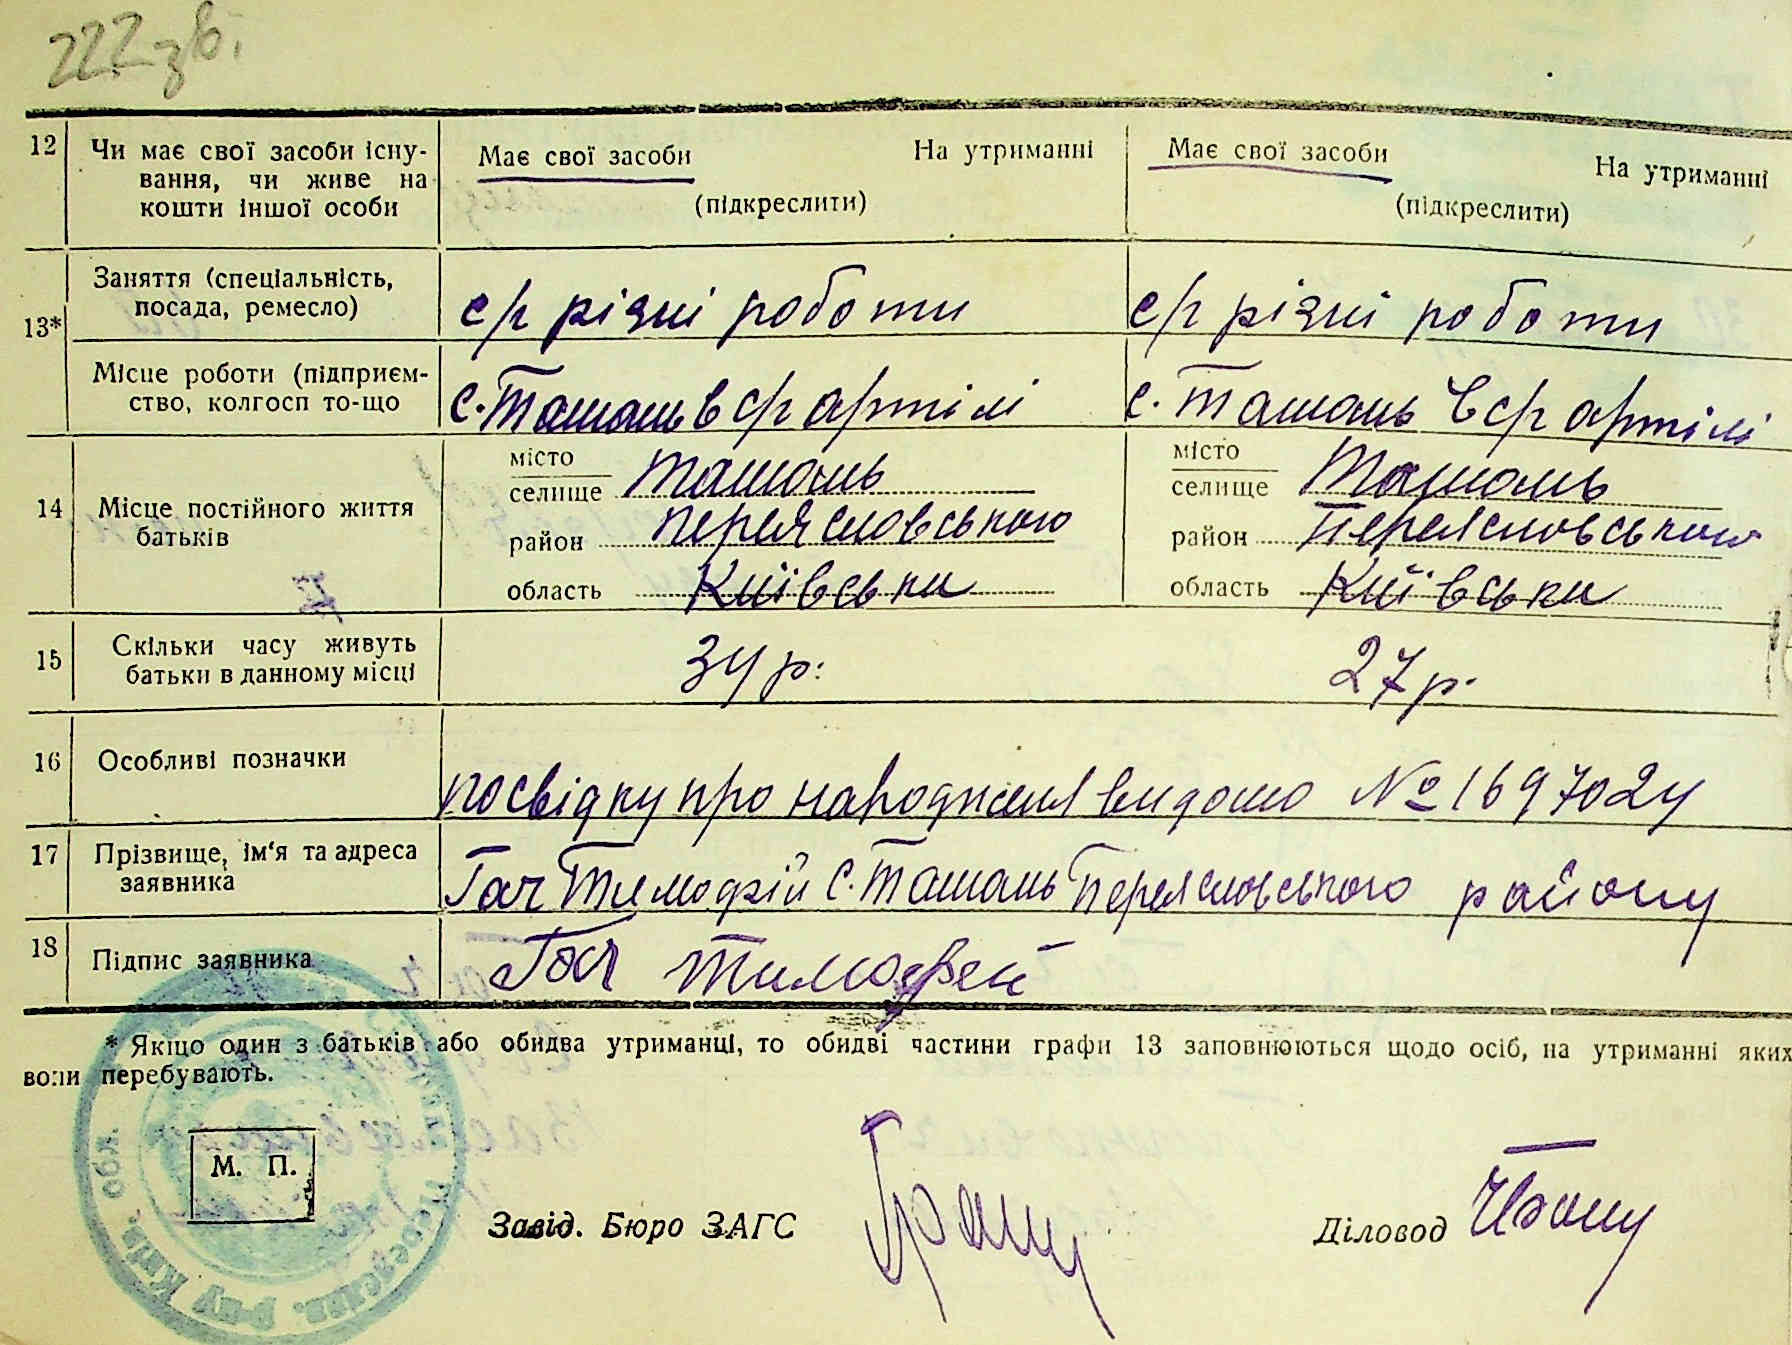 222 зв.
12 Чи має свої засоби існу-
вання, чи живе на
кошти іншої особи
Має свої засоби На утриманні
(підкреслити)
Має свої засоби На утриманні
(підкреслити)
13*
Заняття (спеціальність,
посада, ремесло)
с/г різні роботи
с/г різні роботи
Місце роботи (підприєм-
ство, колгосп то-що
с. Ташань в с/г артілі
с. Ташань в с/г артілі
14 Місце постійного життя
батьків
місто
селище Ташань
район Переяславського
область Київська
місто
селище Ташань
район Переяславського
область Київська
15 Скільки часу живуть
батьки в данному місці
34 р.
27 р.
16 Особливі позначки
посвідку про народження видано № 1697024
17 Прізвище, ім'я та адреса
заявника
Гач Тимофій с. Ташань Переяславського району
18 Підпис заявника
Гач Тимофей
* Якщо один з батьків або обидва утриманці, то обидві частини графи 13 заповнюються щодо осіб, на утриманні яких
вони перебувають.
М. П.
Завід. Бюро ЗАГС
Діловод